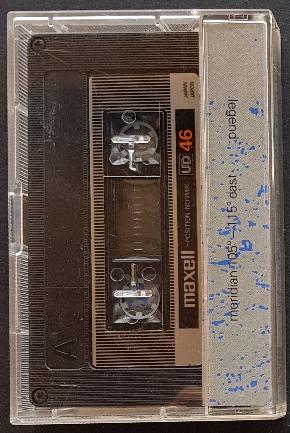 A
maxell
—POSITION NORMAL—
UD 46
meridian 105° — 115° east
legend: